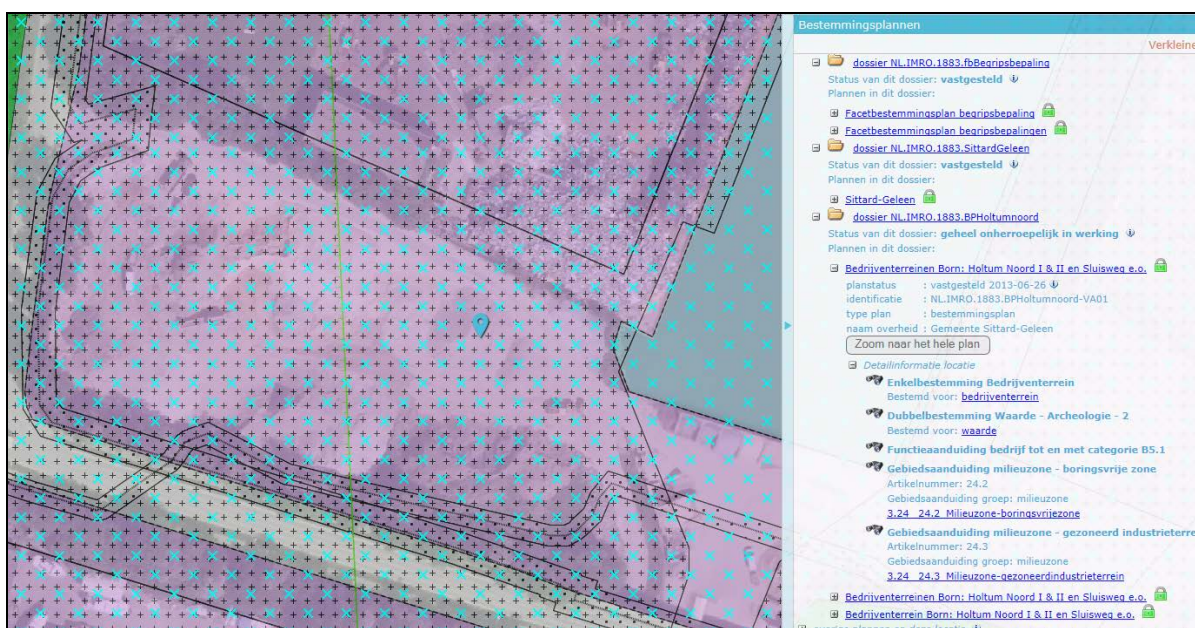 Bestemmingsplannen
Verkleine
dossier NL.IMRO.1883.fbBegripsbepaling
Status van dit dossier: vastgesteld
Plannen in dit dossier:
Facetbestemmingsplan begripsbepaling
Facetbestemmingsplan begripsbepalingen
dossier NL.IMRO.1883.SittardGeleen
Status van dit dossier: vastgesteld
Plannen in dit dossier:
Sittard-Geleen
dossier NL.IMRO.1883.BPHoltumnoord
Status van dit dossier: geheel onherroepelijk in werking
Plannen in dit dossier:
Bedrijventerreinen Born: Holtum Noord I & II en Sluisweg e.o.
planstatus : vastgesteld 2013-06-26
identificatie : NL.IMRO.1883.BPHoltumnoord-VA01
type plan : bestemmingsplan
naam overheid : Gemeente Sittard-Geleen
Zoom naar het hele plan
Detailinformatie locatie
Enkelbestemming Bedrijventerrein
Bestemd voor: bedrijventerrein
Dubbelbestemming Waarde - Archeologie - 2
Bestemd voor: waarde
Functieaanduiding bedrijf tot en met categorie B5.1
Gebiedsaanduiding milieuzone - boringsvrije zone
Artikelnummer: 24.2
Gebiedsaanduiding groep: milieuzone
3.24 24.2 Milieuzone-boringsvrijezone
Gebiedsaanduiding milieuzone - gezoneerd industrieterre
Artikelnummer: 24.3
Gebiedsaanduiding groep: milieuzone
3.24 24.3 Milieuzone-gezoneerdindustrieterrein
Bedrijventerreinen Born: Holtum Noord I & II en Sluisweg e.o.
Bedrijventerrein Born: Holtum Noord I & II en Sluisweg e.o.
overige plannen op deze locatie